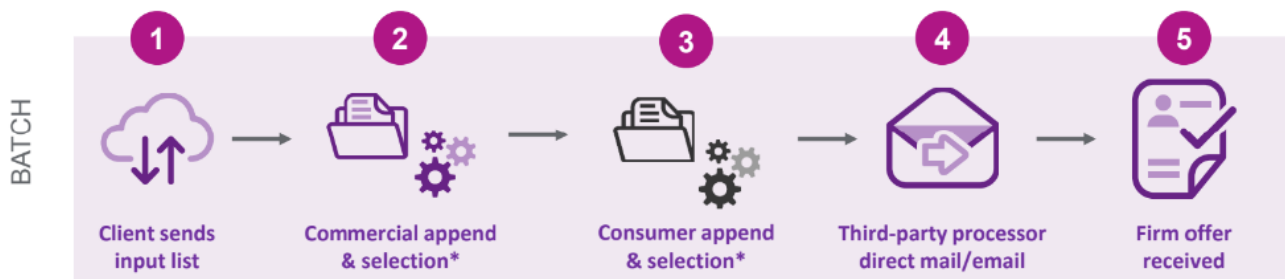 BATCH
1
2
3
4
5
Client sends
input list
Commercial append
& selection*
Consumer append
& selection*
Third-party processor
direct mail/email
Firm offer
received